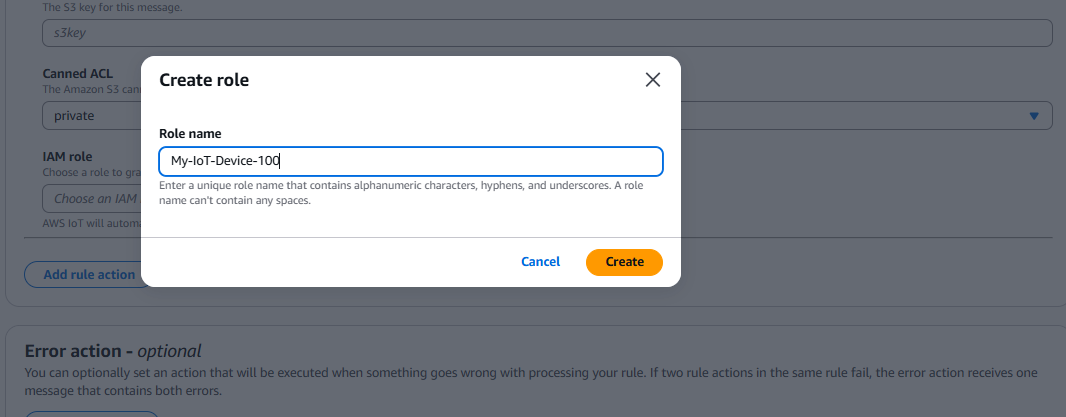 The S3 key for this message.
s3key
Create role
Canned ACL
The Amazon S3
private
Role name
My-IoT-Device-100
IAM role
Choose a role to
Enter a unique role name that contains alphanumeric characters, hyphens, and underscores. A role
name can't contain any spaces.
Choose an IAM
AWS IoT will
Cancel
Create
Add rule action
Error action - optional
You can optionally set an action that will be executed when something goes wrong with processing your rule. If two rule actions in the same rule fail, the error action receives one
message that contains both errors.